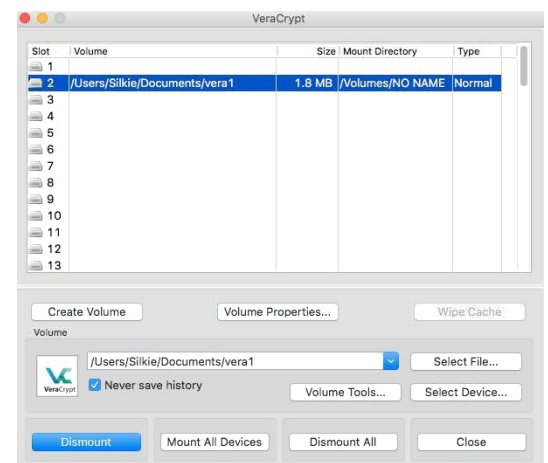 VeraCrypt
Slot Volume Size Mount Directory Type
1
2 /Users/Silkie/Documents/vera1 1.8 MB /Volumes/NO NAME Normal
3
4
5
6
7
8
9
10
11
12
13
Create Volume Volume Properties... Wipe Cache
Volume
/Users/Silkie/Documents/vera1 Select File...
VeraCrypt Never save history Volume Tools... Select Device...
Dismount Mount All Devices Dismount All Close